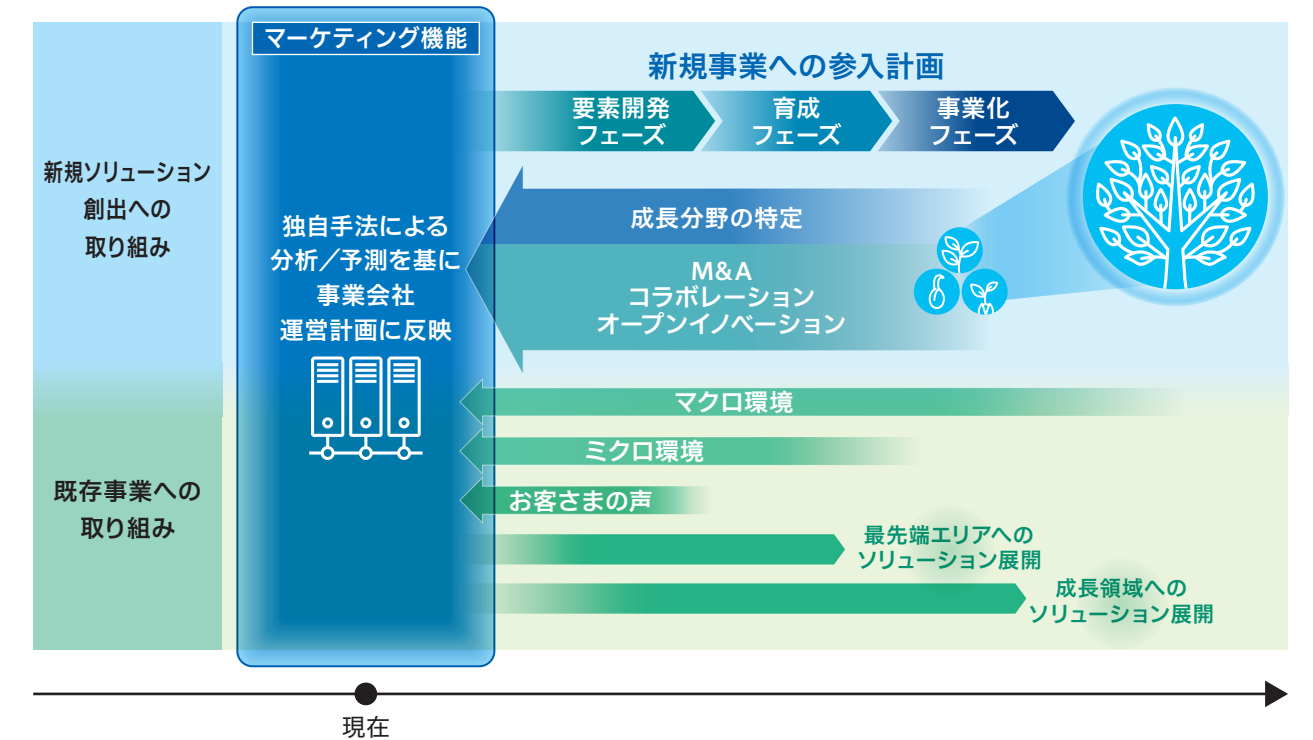 マーケティング機能
新規事業への参入計画
要素開発
フェーズ
育成
フェーズ
事業化
フェーズ
新規ソリューション
創出への
取り組み
独自手法による
分析／予測を基に
事業会社
運営計画に反映
成長分野の特定
M&A
コラボレーション
オープンイノベーション
マクロ環境
ミクロ環境
お客さまの声
既存事業への
取り組み
最先端エリアへの
ソリューション展開
成長領域への
ソリューション展開
現在